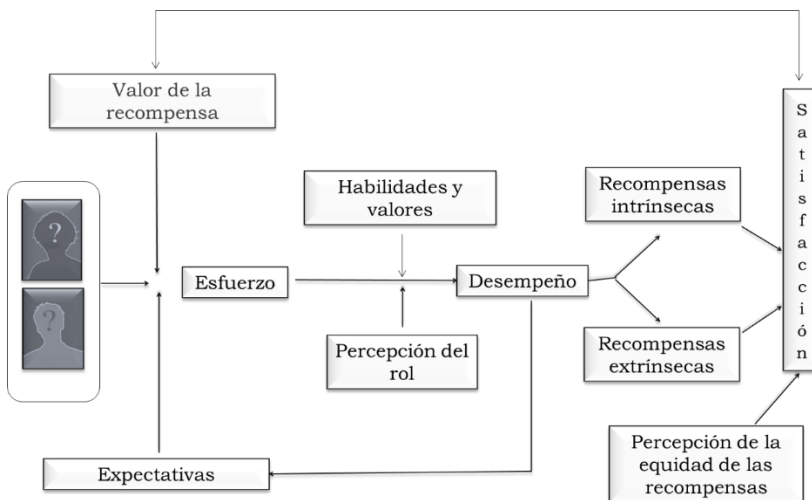 Valor de la
recompensa
?
?
Esfuerzo
Habilidades y
valores
Percepción del
rol
Desempeño
Recompensas
intrínsecas
Recompensas
extrínsecas
Satisfacción
Percepción de la
equidad de las
recompensas
Expectativas